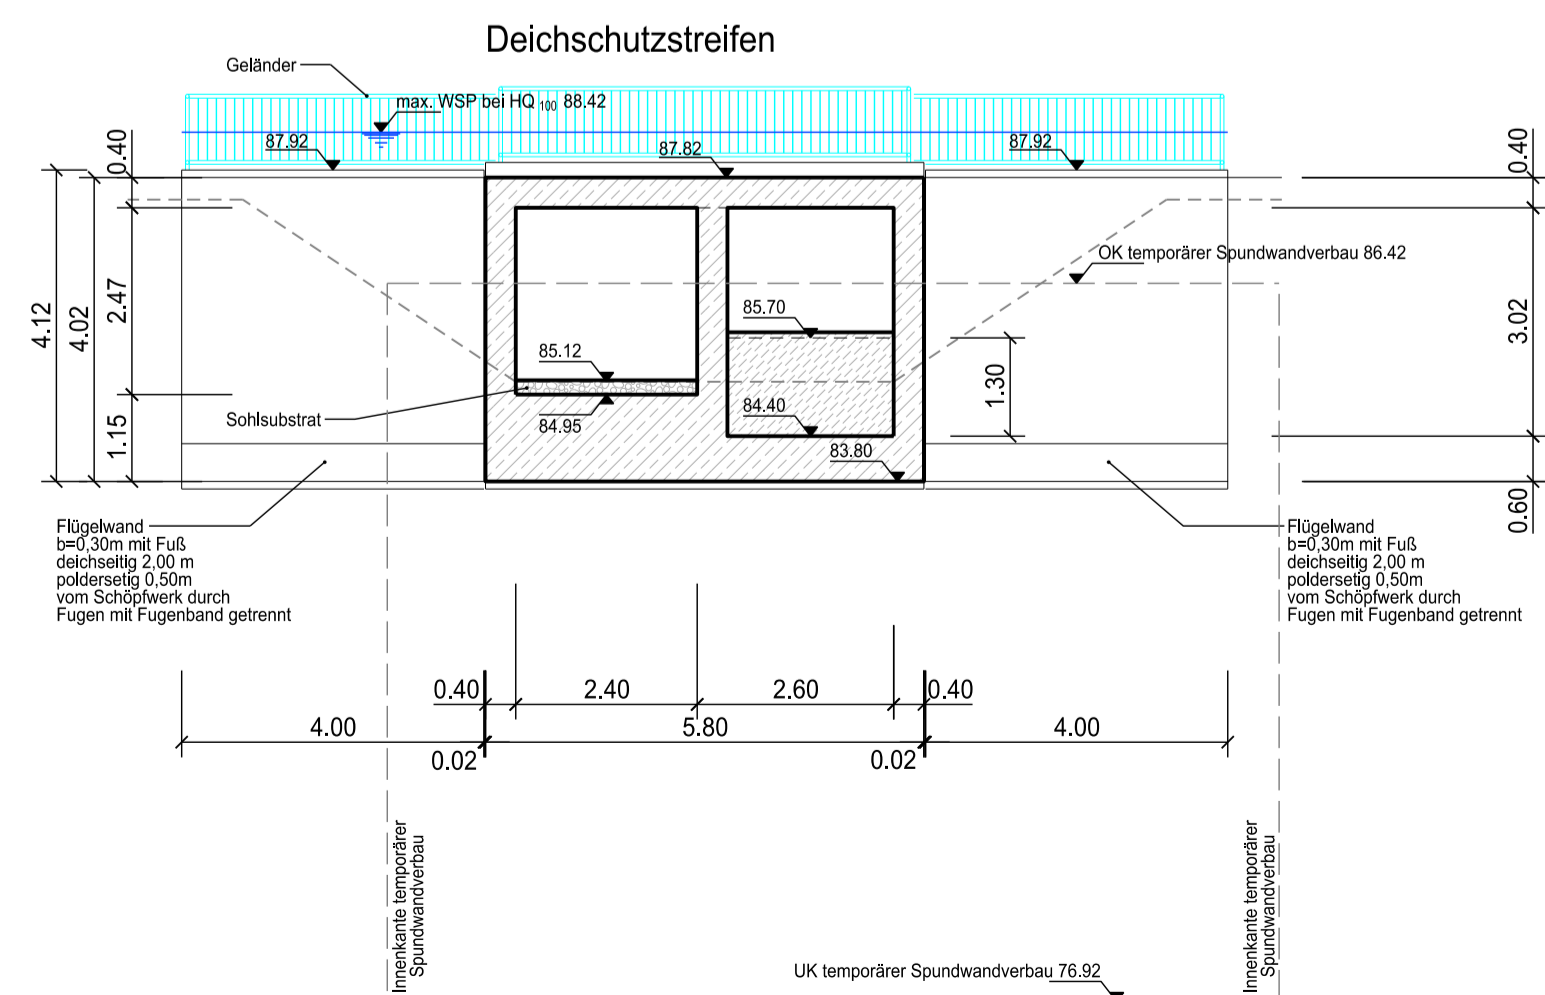 Deichschutzstreifen
Geländer
max. WSP bei HQ 100 88.42
87.92
87.82
87.92
0.40
0.40
OK temporärer Spundwandverbau 86.42
4.12
4.02
2.47
85.70
3.02
85.12
1.30
Sohlsubstrat
84.95
84.40
1.15
83.80
0.60
Flügelwand
b=0,30m mit Fuß
deichseitig 2,00 m
poldersetig 0,50m
vom Schöpfwerk durch
Fugen mit Fugenband getrennt
Flügelwand
b=0,30m mit Fuß
deichseitig 2,00 m
poldersetig 0,50m
vom Schöpfwerk durch
Fugen mit Fugenband getrennt
0.40
2.40
2.60
0.40
4.00
5.80
4.00
0.02
0.02
Innenkante temporärer
Spundwandverbau
Innenkante temporärer
Spundwandverbau
UK temporärer Spundwandverbau 76.92